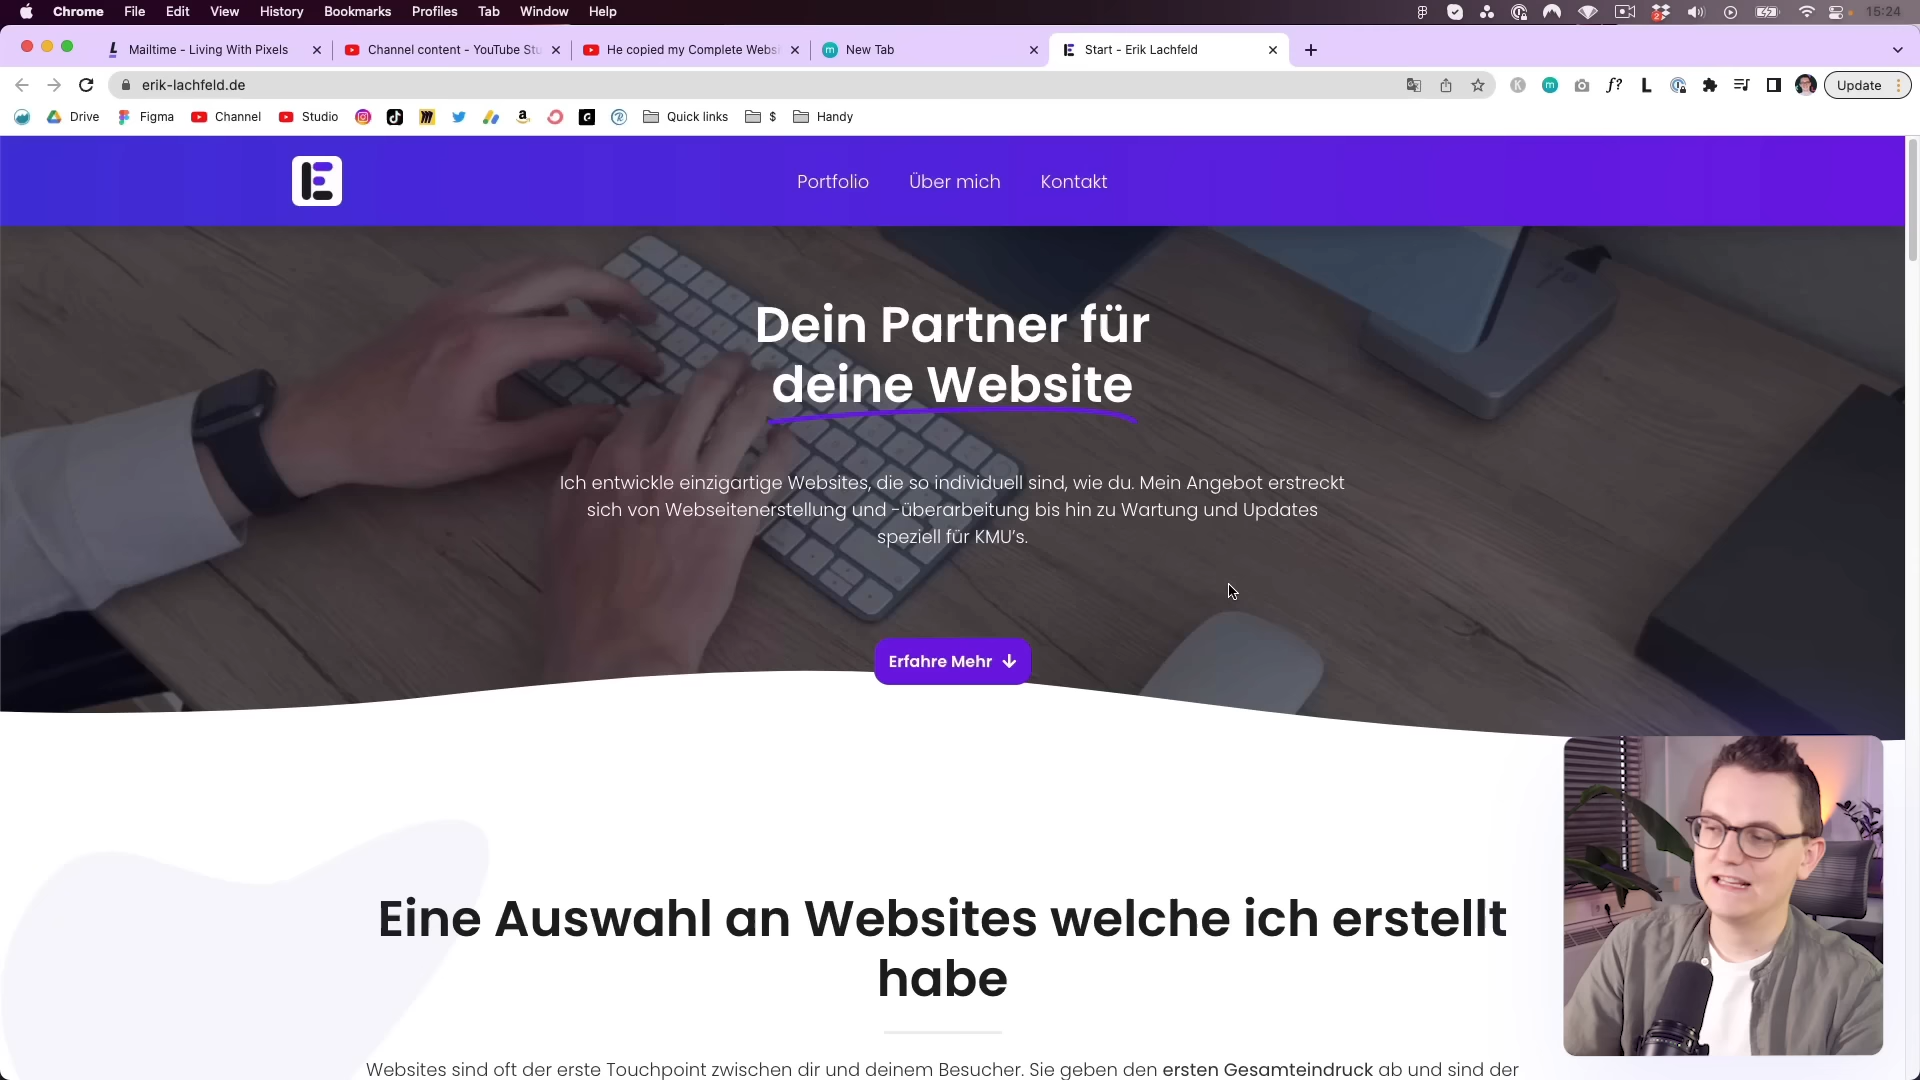 Chrome File Edit View History Bookmarks Profiles Tab Window Help 15:24
Mailtime - Living With Pixels Channel content - YouTube Stu He copied my Complete Webs New Tab Start - Erik Lachfeld
erik-lachfeld.de Update
Drive Figma Channel Studio Quick links $ Handy
Portfolio Über mich Kontakt
Dein Partner für
deine Website
Ich entwickle einzigartige Websites, die so individuell sind, wie du. Mein Angebot erstreckt
sich von Webseitenerstellung und -überarbeitung bis hin zu Wartung und Updates
speziell für KMU's.
Erfahre Mehr
Eine Auswahl an Websites welche ich erstellt
habe
Websites sind oft der erste Touchpoint zwischen dir und deinem Besucher. Sie geben den ersten Gesamteindruck ab und sind der